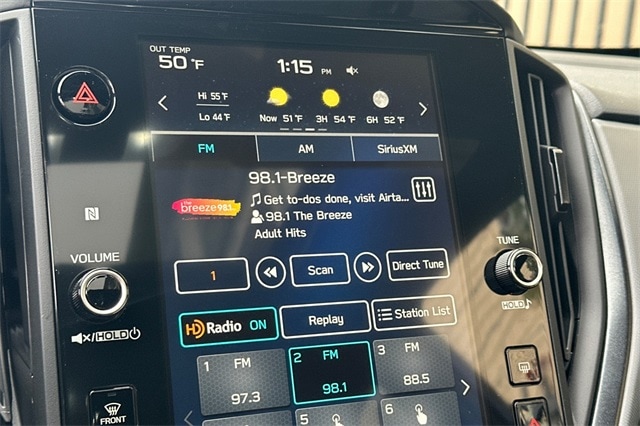 OUT TEMP
50°F
1:15 PM
Hi 55°F
Lo 44°F
Now 51°F 3H 54°F 6H 52°F
FM AM SiriusXM
98.1-Breeze
the breeze 98.1
Get to-dos done, visit Airta...
98.1 The Breeze
Adult Hits
N
VOLUME
TUNE
1 Scan Direct Tune
HOLD
HOLD
HD Radio ON Replay Station List
1 FM 97.3
2 FM 98.1
3 FM 88.5
5 6
FRONT